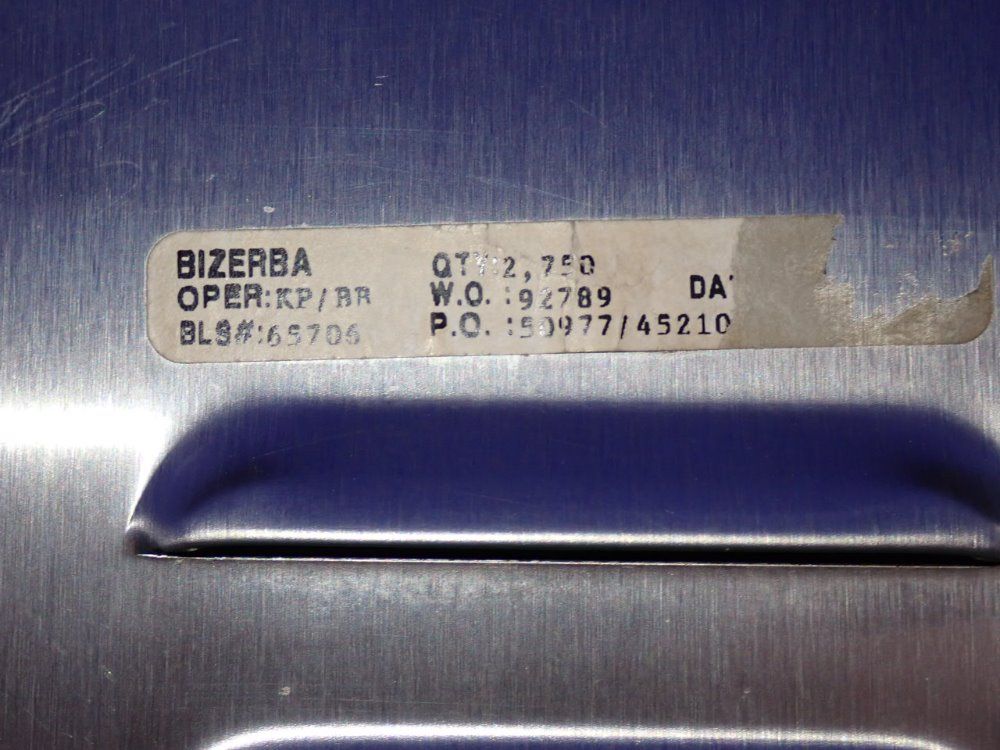 BIZERBA QTY:2,750
OPER:KP/BR W.O. :92789 DA
BLS#:65706 P.O. :50977/45210